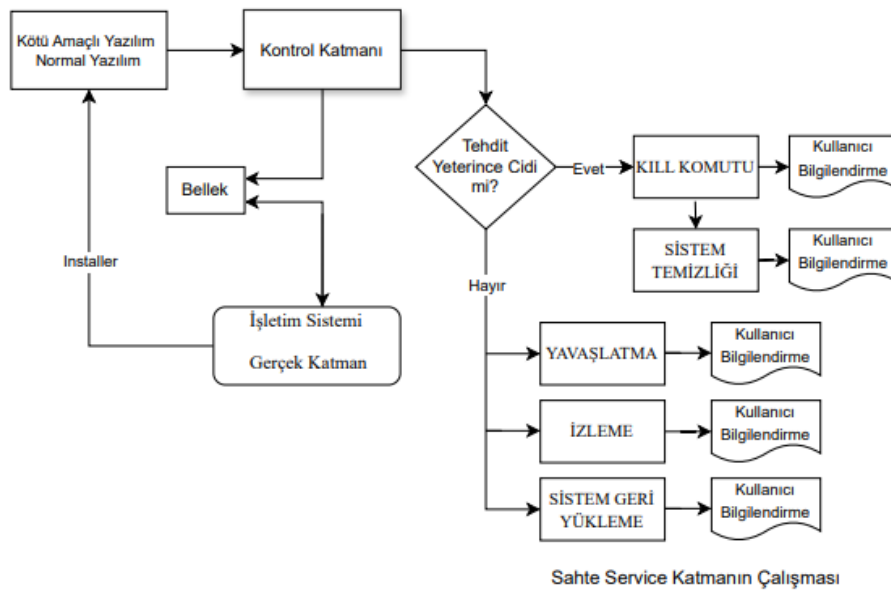 Kötü Amaçlı Yazılım
Normal Yazılım
Kontrol Katmanı
Tehdit
Yeterince Cidi
mi?
Evet
KILL KOMUTU
Kullanıcı
Bilgilendirme
Bellek
SİSTEM
TEMİZLİĞİ
Kullanıcı
Bilgilendirme
Installer
Hayır
İşletim Sistemi
Gerçek Katman
YAVAŞLATMA
Kullanıcı
Bilgilendirme
İZLEME
Kullanıcı
Bilgilendirme
SİSTEM GERİ
YÜKLEME
Kullanıcı
Bilgilendirme
Sahte Service Katmanın Çalışması